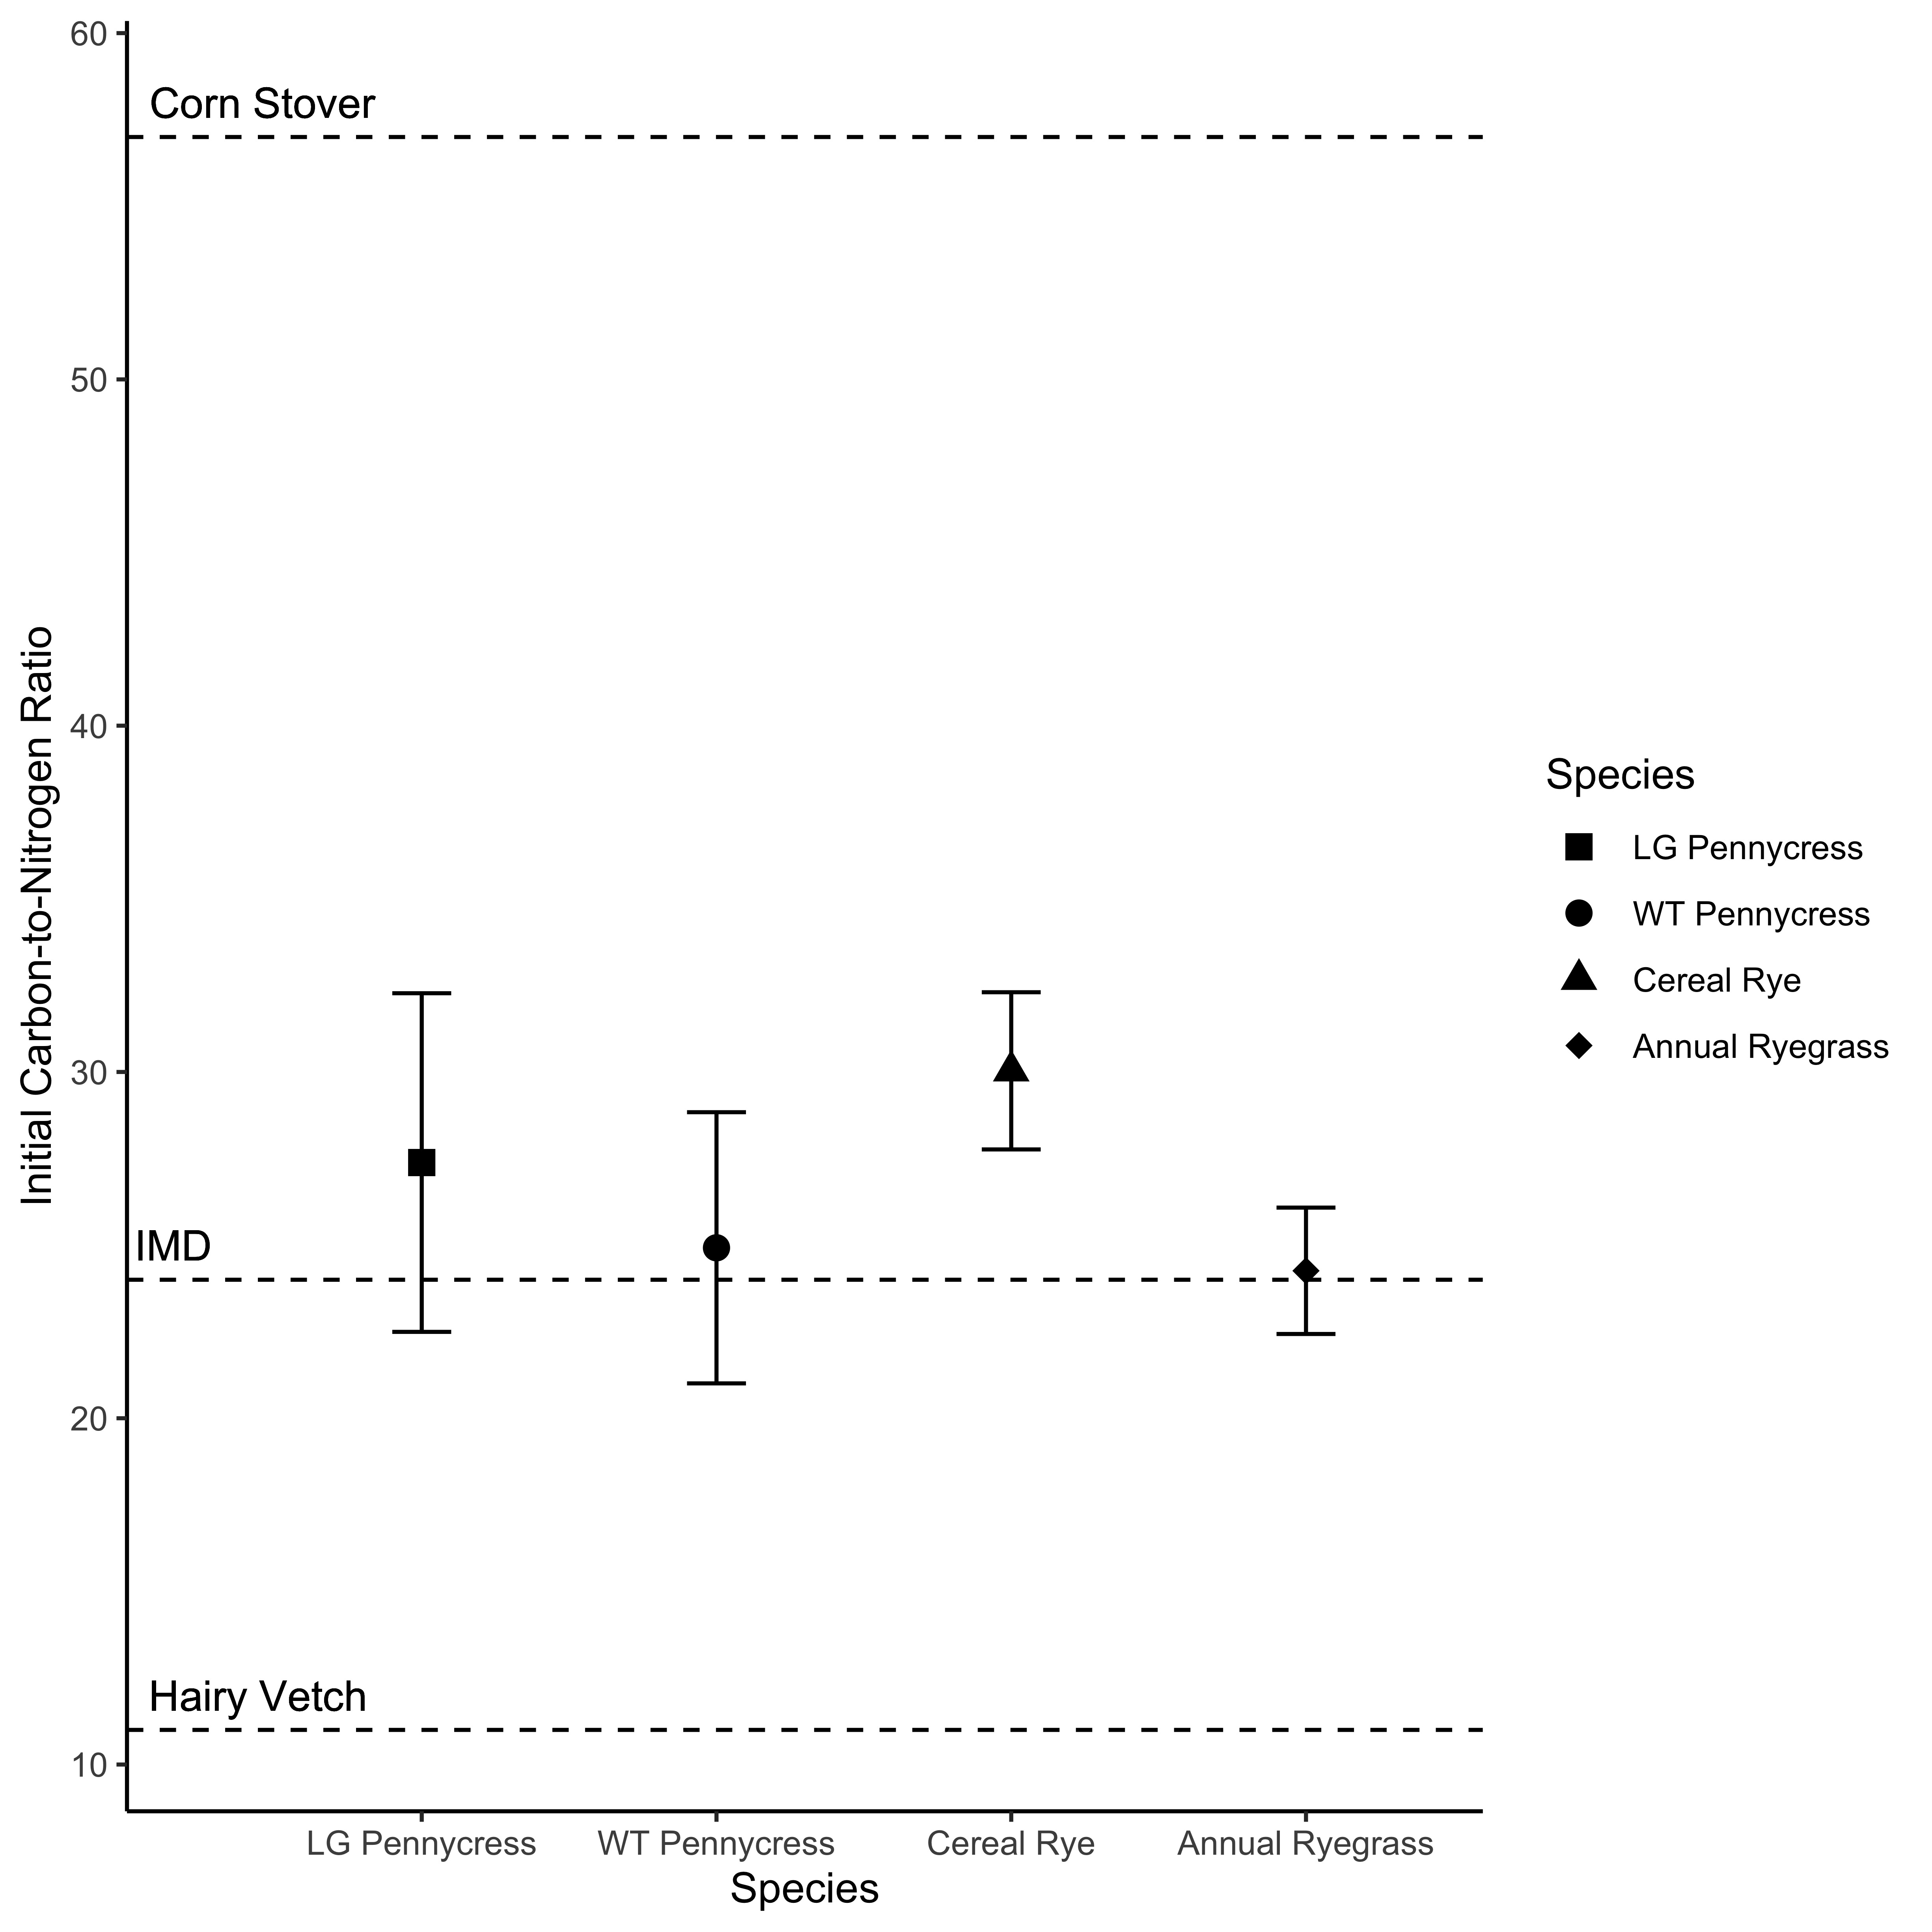 Initial Carbon-to-Nitrogen Ratio
60
50
40
30
20
10
Corn Stover
IMD
Hairy Vetch
LG Pennycress
WT Pennycress
Cereal Rye
Annual Ryegrass
Species
Species
LG Pennycress
WT Pennycress
Cereal Rye
Annual Ryegrass